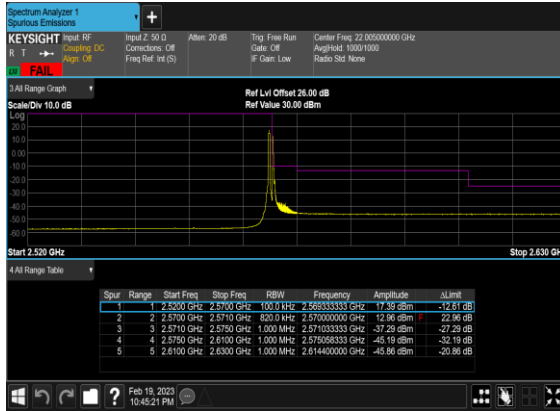 Spectrum Analyzer 1
Spurious Emissions
KEYSIGHT
R T
LU
FAIL
Input: RF
Coupling: DC
Align: Off
Input Z: 50 Ω
Corrections: Off
Freq Ref: Int (S)
Atten: 20 dB
Trig: Free Run
Gate: Off
IF Gain: Low
Center Freq: 22.005000000 GHz
Avg|Hold: 1000/1000
Radio Std: None
3 All Range Graph
Scale/Div 10.0 dB
Ref Lvl Offset 26.00 dB
Ref Value 30.00 dBm
Log
20.0
10.0
0.00
-10.0
-20.0
-30.0
-40.0
-50.0
-60.0
Start 2.520 GHz
Stop 2.630 GH
4 All Range Table
Spur Range Start Freq Stop Freq RBW Frequency Amplitude ΔLimit
1 1 2.5200 GHz 2.5700 GHz 100.0 kHz 2.569333333 GHz 17.39 dBm -12.61 dB
2 2 2.5700 GHz 2.5710 GHz 820.0 kHz 2.570000000 GHz 12.96 dBm F 22.96 dB
3 3 2.5710 GHz 2.5750 GHz 1.000 MHz 2.571033333 GHz -37.29 dBm -27.29 dB
4 4 2.5750 GHz 2.6100 GHz 1.000 MHz 2.575058333 GHz -45.19 dBm -32.19 dB
5 5 2.6100 GHz 2.6300 GHz 1.000 MHz 2.614400000 GHz -45.86 dBm -20.86 dB
?
Feb 19, 2023
10:45:21 PM